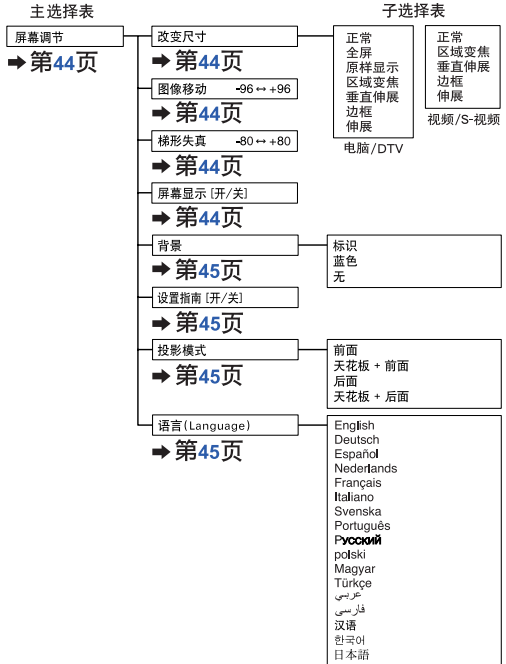 主选择表
子选择表
屏幕调节
➡ 第44页
改变尺寸
➡ 第44页
图像移动 -96 ↔ +96
➡ 第44页
梯形失真 -80 ↔ +80
➡ 第44页
屏幕显示 [开/关]
➡ 第44页
背景
➡ 第45页
设置指南 [开/关]
➡ 第45页
投影模式
➡ 第45页
语言(Language)
➡ 第45页
正常
全屏
原样显示
区域变焦
垂直伸展
边框
伸展
电脑/DTV
正常
区域变焦
垂直伸展
边框
伸展
视频/S-视频
标识
蓝色
无
前面
天花板 + 前面
后面
天花板 + 后面
English
Deutsch
Español
Nederlands
Français
Italiano
Svenska
Português
Русский
polski
Magyar
Türkçe
عربي
فارسی
汉语
한국어
日本語